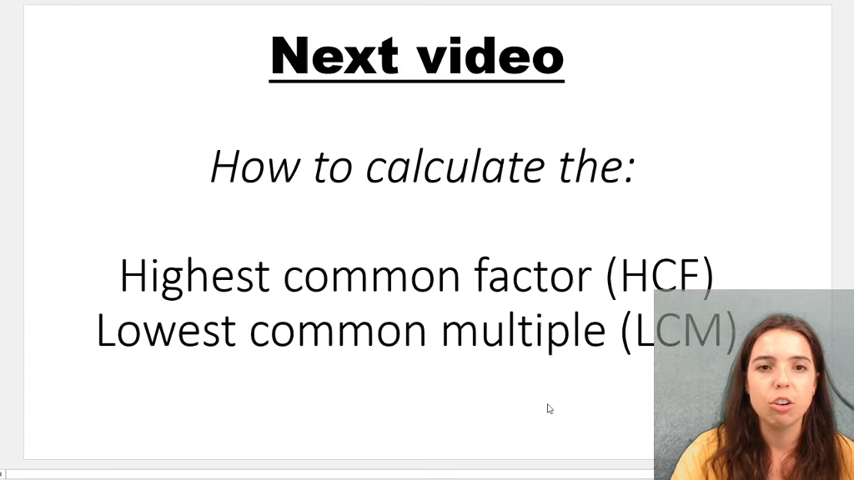 Next video
How to calculate the:
Highest common factor (HCF)
Lowest common multiple (LCM)